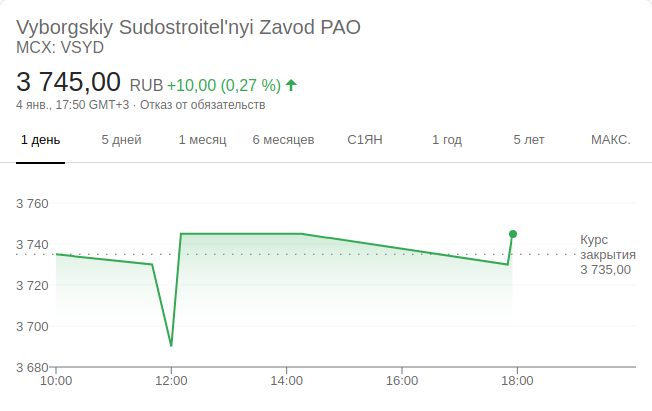 Vyborgskiy Sudostroitel'nyi Zavod PAO
MCX: VSYD
3 745,00 RUB +10,00 (0,27 %)
4 янв., 17:50 GMT+3 · Отказ от обязательств
1 день 5 дней 1 месяц 6 месяцев С1ЯН 1 год 5 лет МАКС.
3 760
3 740
3 720
3 700
3 680
Курс
закрытия
3 735,00
10:00 12:00 14:00 16:00 18:00